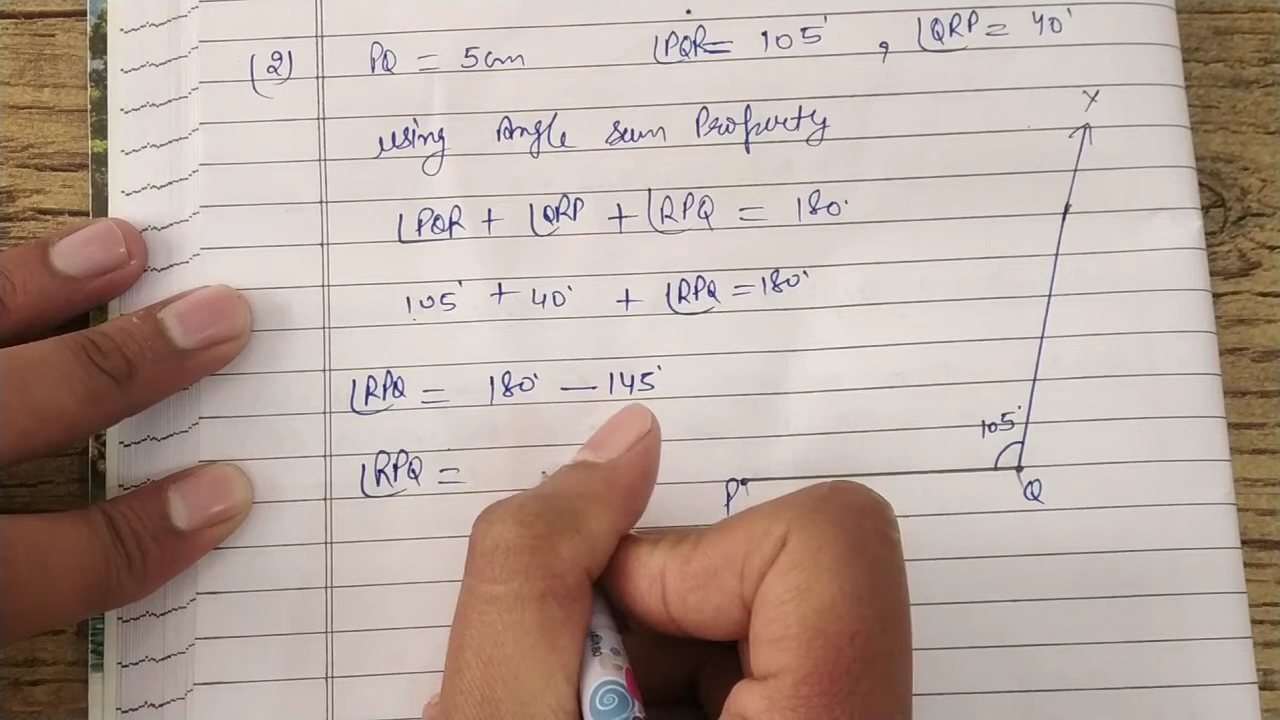 (2) PQ = 5cm ∠PQR = 105° , ∠QRP = 40°
using Angle sum Property
∠PQR + ∠QRP + ∠RPQ = 180°
105° + 40° + ∠RPQ = 180°
∠RPQ = 180° — 145°
∠RPQ =
Y
105°
P
Q